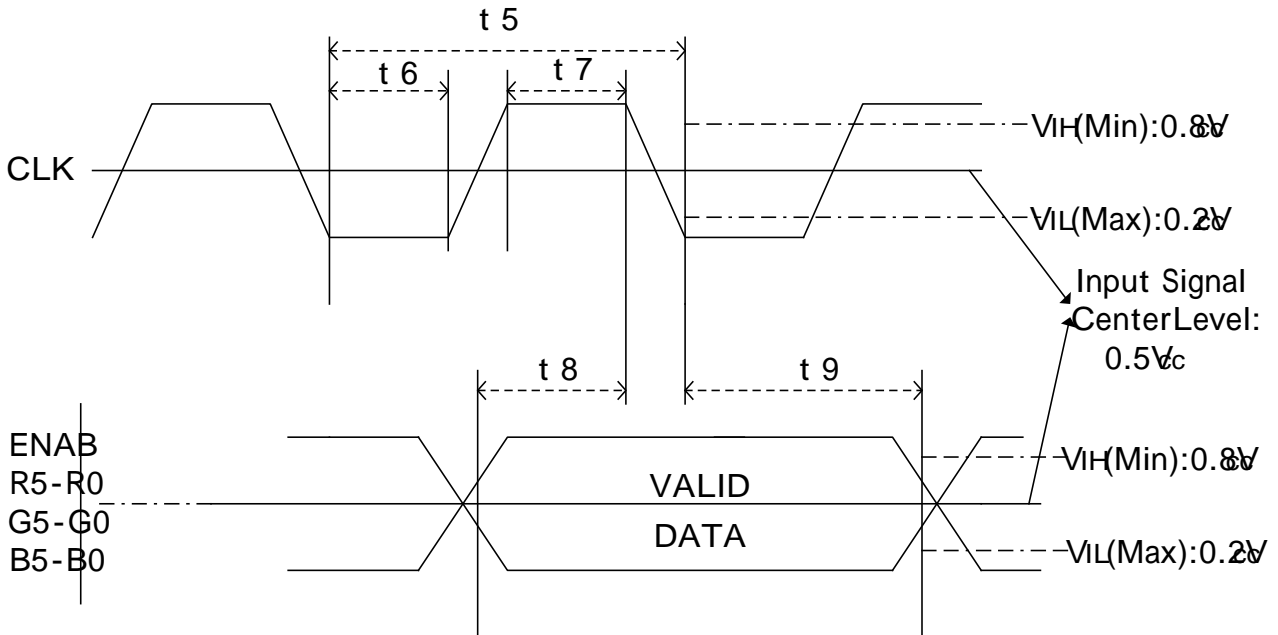 t 5
t 6
t 7
VIH(Min):0.8Vcc
CLK
VIL(Max):0.2Vcc
Input Signal
Center Level:
0.5Vcc
t 8
t 9
ENAB
R5-R0
G5-G0
B5-B0
VALID
DATA
VIH(Min):0.8Vcc
VIL(Max):0.2Vcc